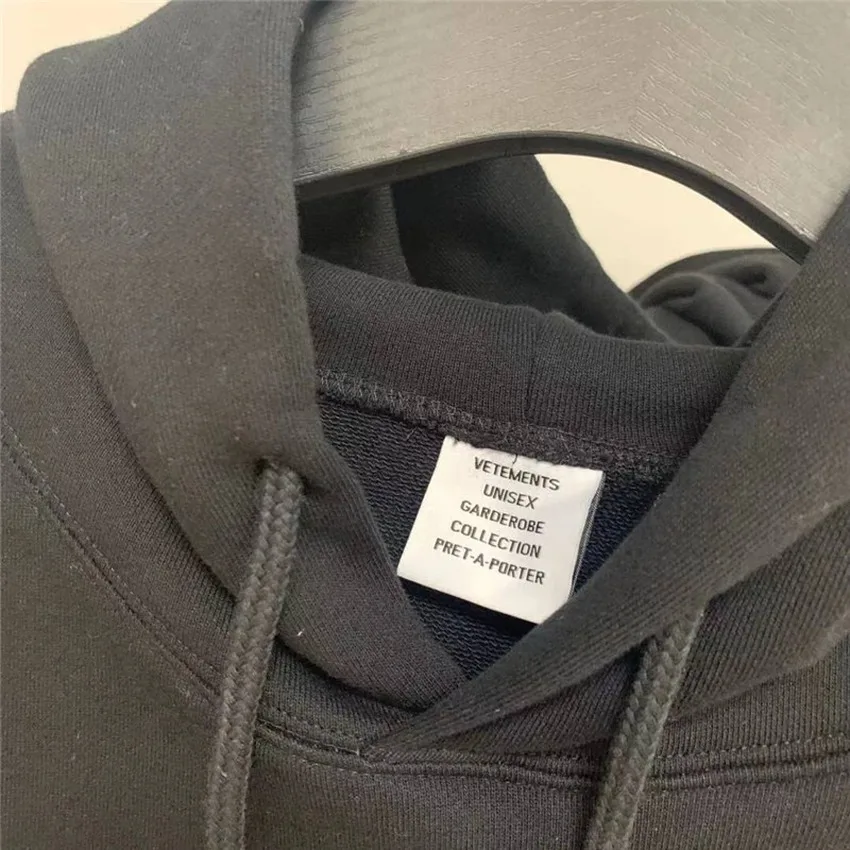 VETEMENTS
UNISEX
GARDEROBE
COLLECTION
PRET-A-PORTER